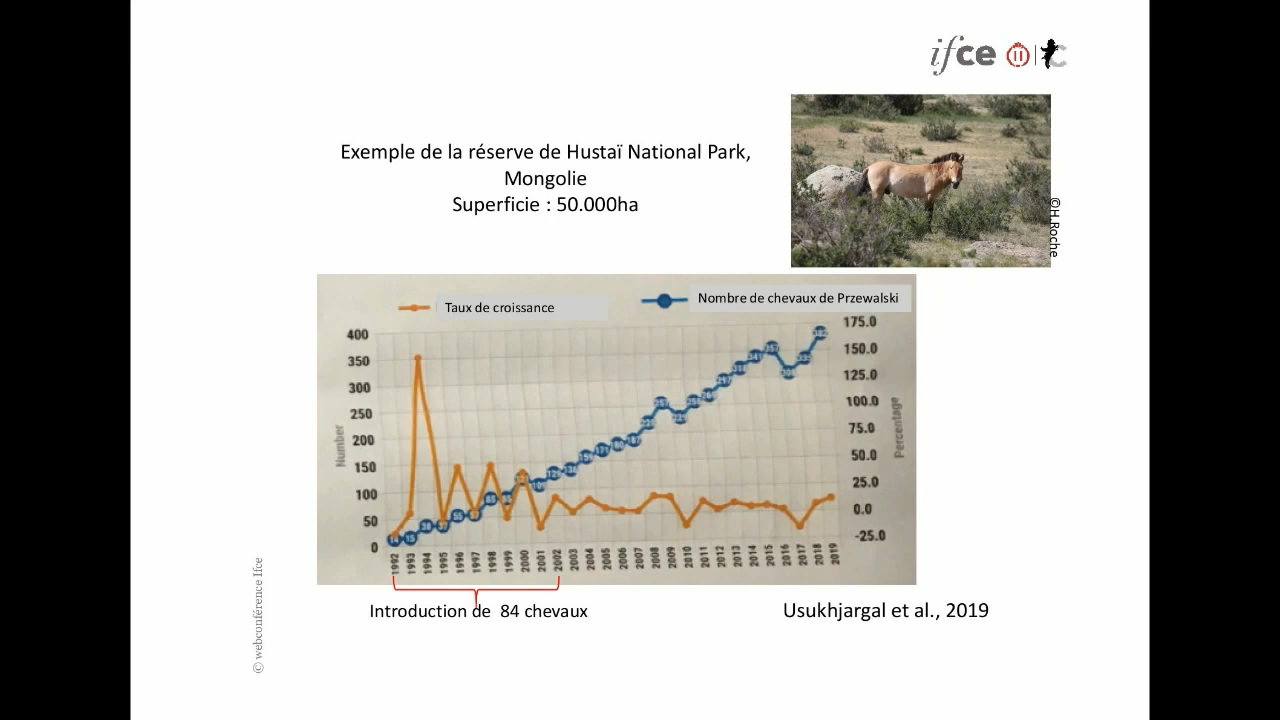 ifce
Exemple de la réserve de Hustaï National Park,
Mongolie
Superficie : 50.000ha
©H.Roche
Taux de croissance
Nombre de chevaux de Przewalski
400
350
300
250
200
150
100
50
0
Number
175.0
150.0
125.0
100.0
75.0
50.0
25.0
0.0
-25.0
Percentage
1992 1993 1994 1995 1996 1997 1998 1999 2000 2001 2002 2003 2004 2005 2006 2007 2008 2009 2010 2011 2012 2013 2014 2015 2016 2017 2018 2019
Introduction de 84 chevaux
Usukhjargal et al., 2019
© webconférence Ifce